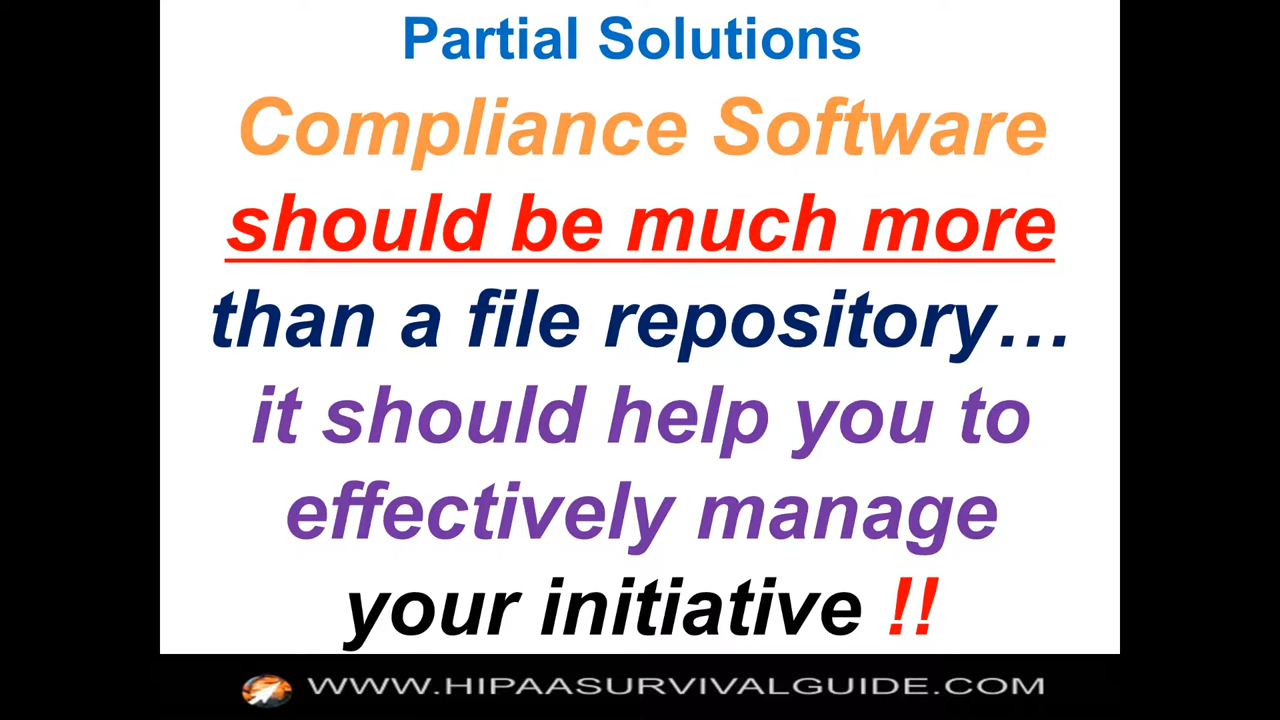 Partial Solutions
Compliance Software
should be much more
than a file repository…
it should help you to
effectively manage
your initiative !!
WWW.HIPAASURVIVALGUIDE.COM